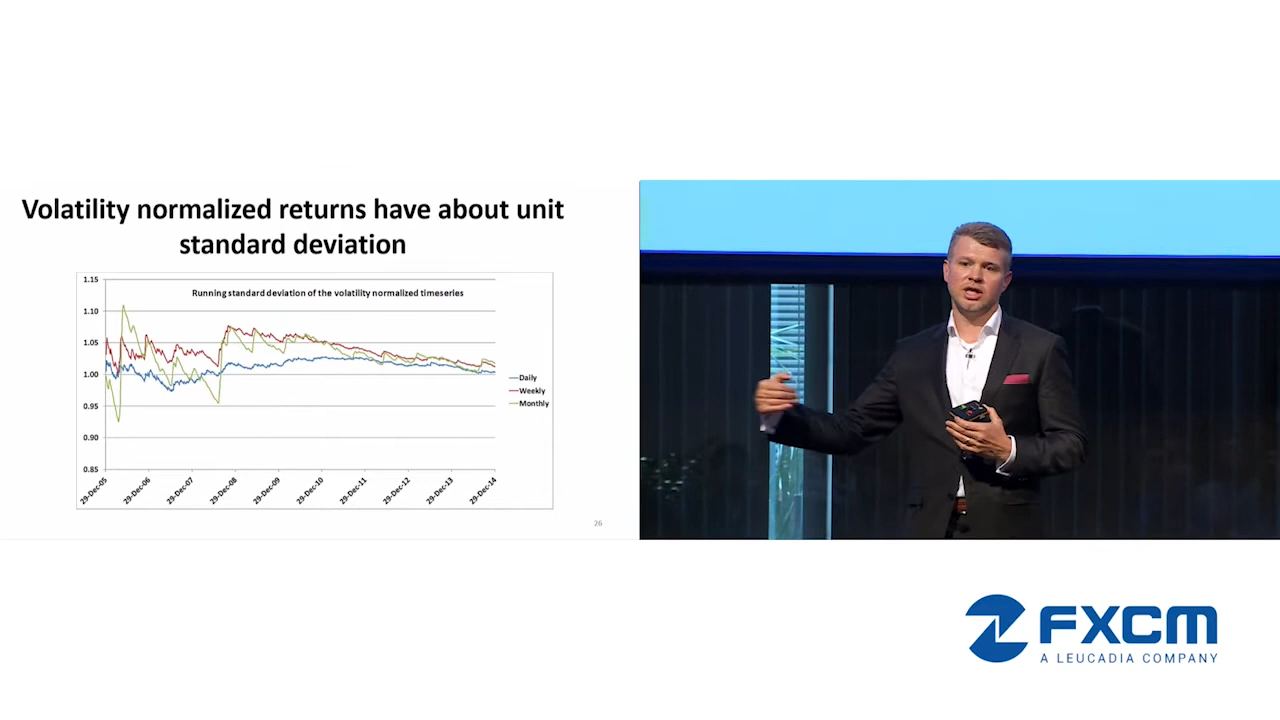 Volatility normalized returns have about unit
standard deviation
Running standard deviation of the volatility normalized timeseries
1.15
1.10
1.05
1.00
0.95
0.90
0.85
Daily
Weekly
Monthly
29-Dec-05
29-Dec-06
29-Dec-07
29-Dec-08
29-Dec-09
29-Dec-10
29-Dec-11
29-Dec-12
29-Dec-13
29-Dec-14
26
FXCM
A LEUCADIA COMPANY